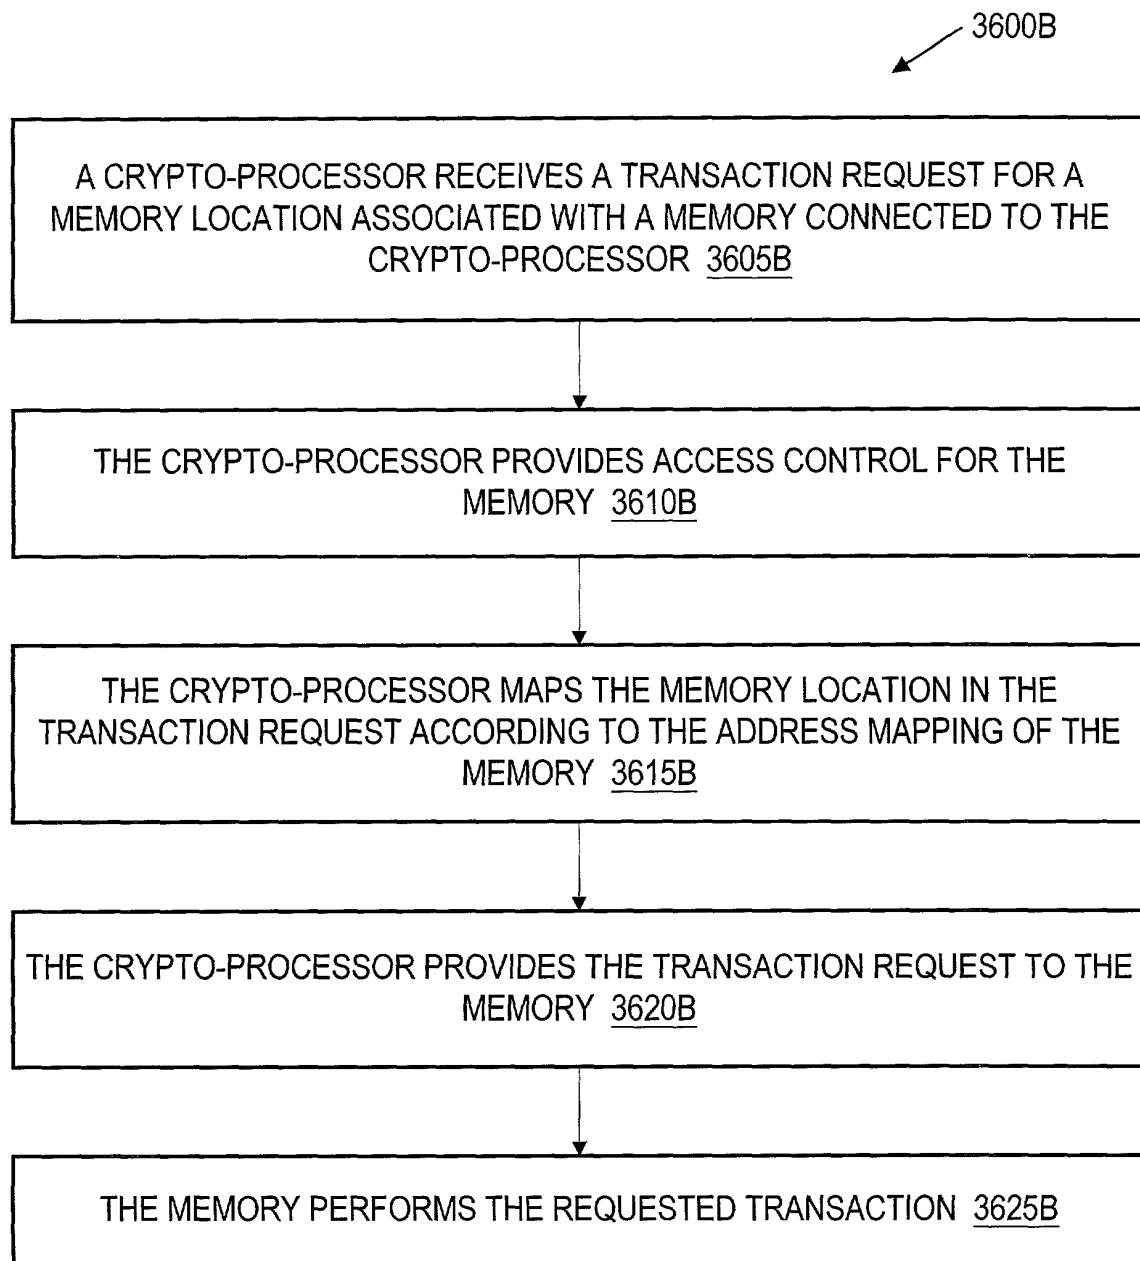 3600B
A CRYPTO-PROCESSOR RECEIVES A TRANSACTION REQUEST FOR A
MEMORY LOCATION ASSOCIATED WITH A MEMORY CONNECTED TO THE
CRYPTO-PROCESSOR 3605B
THE CRYPTO-PROCESSOR PROVIDES ACCESS CONTROL FOR THE
MEMORY 3610B
THE CRYPTO-PROCESSOR MAPS THE MEMORY LOCATION IN THE
TRANSACTION REQUEST ACCORDING TO THE ADDRESS MAPPING OF THE
MEMORY 3615B
THE CRYPTO-PROCESSOR PROVIDES THE TRANSACTION REQUEST TO THE
MEMORY 3620B
THE MEMORY PERFORMS THE REQUESTED TRANSACTION 3625B